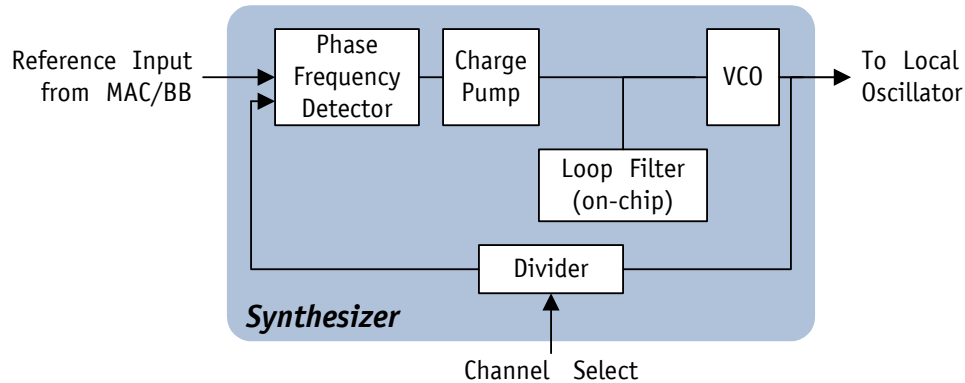 Reference Input
from MAC/BB
Phase
Frequency
Detector
Charge
Pump
VCO
To Local
Oscillator
Loop Filter
(on-chip)
Divider
Synthesizer
Channel Select